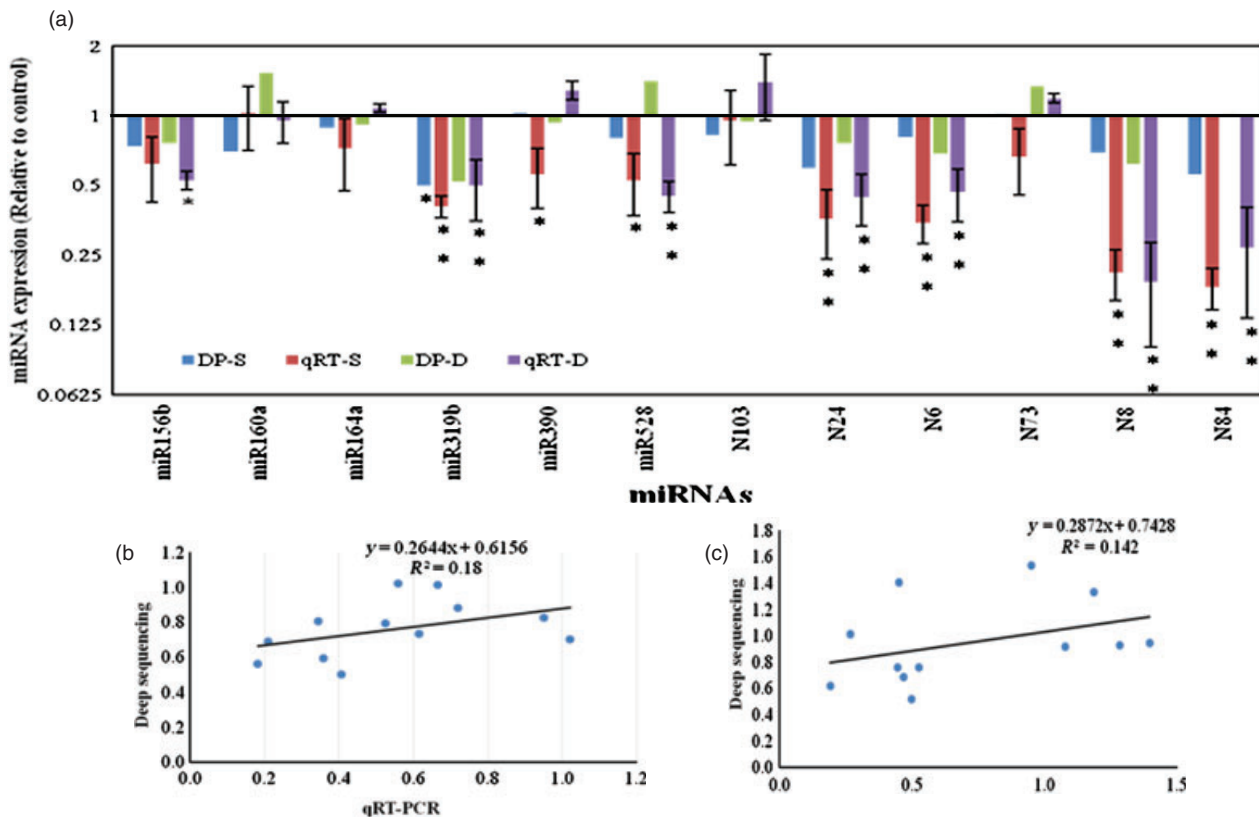 (a)
miRNA expression (Relative to control)
2
1
0.5
0.25
0.125
0.0625
DP-S qRT-S DP-D qRT-D
miR156b miR160a miR164a miR319b miR390 miR528 N103 N24 N6 N73 N8 N84
miRNAs
(b)
y = 0.2644x + 0.6156
R² = 0.18
Deep sequencing
1.2
1.0
0.8
0.6
0.4
0.2
0.0
0.0 0.2 0.4 0.6 0.8 1.0 1.2
qRT-PCR
(c)
y = 0.2872x + 0.7428
R² = 0.142
Deep sequencing
1.8
1.6
1.4
1.2
1.0
0.8
0.6
0.4
0.2
0.0
0.0 0.5 1.0 1.5